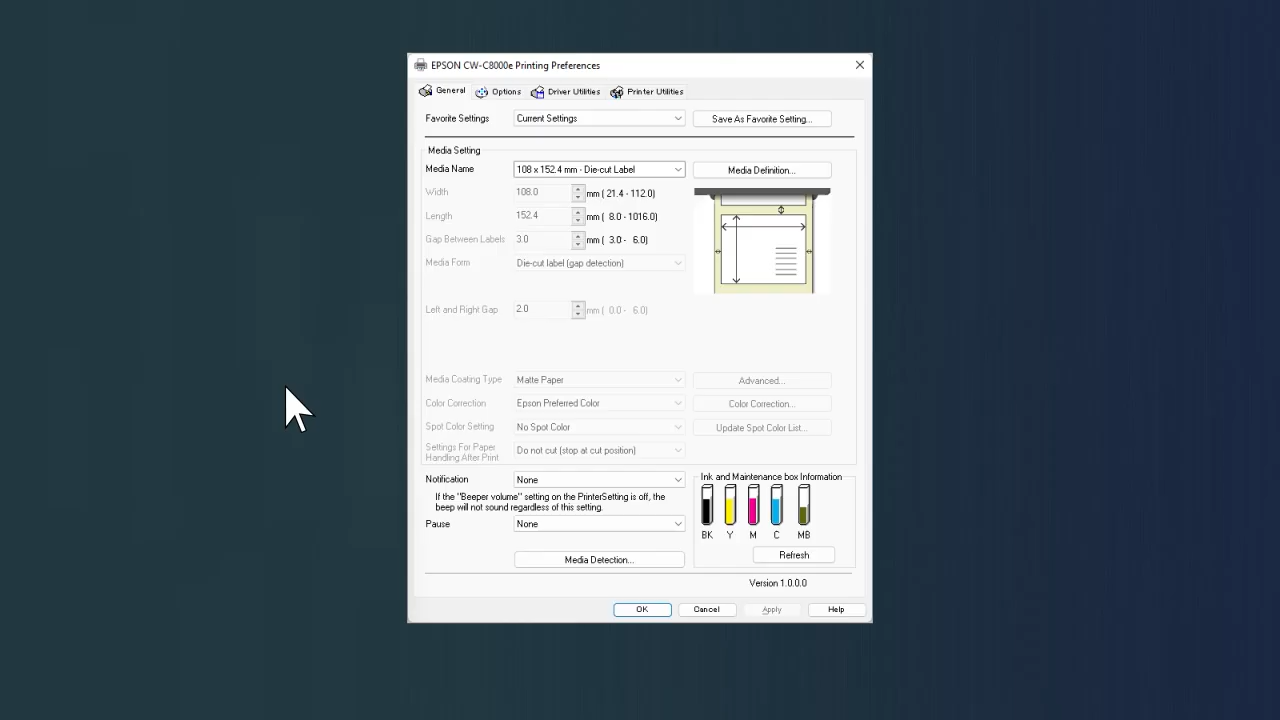 EPSON CW-C8000e Printing Preferences
General Options Driver Utilities Printer Utilities
Favorite Settings Current Settings Save As Favorite Setting...
Media Setting
Media Name 108 x 152.4 mm - Die-cut Label Media Definition...
Width 108.0 mm ( 21.4 - 112.0)
Length 152.4 mm ( 8.0 - 1016.0)
Gap Between Labels 3.0 mm ( 3.0 - 6.0)
Media Form Die-cut label (gap detection)
Left and Right Gap 2.0 mm ( 0.0 - 6.0)
Media Coating Type Matte Paper Advanced...
Color Correction Epson Preferred Color Color Correction...
Spot Color Setting No Spot Color Update Spot Color List...
Settings For Paper
Handling After Print Do not cut (stop at cut position)
Notification None
If the "Beeper volume" setting on the PrinterSetting is off, the
beep will not sound regardless of this setting.
Pause None
Media Detection...
Ink and Maintenance box Information
BK Y M C MB
Refresh
Version 1.0.0.0
OK Cancel Apply Help